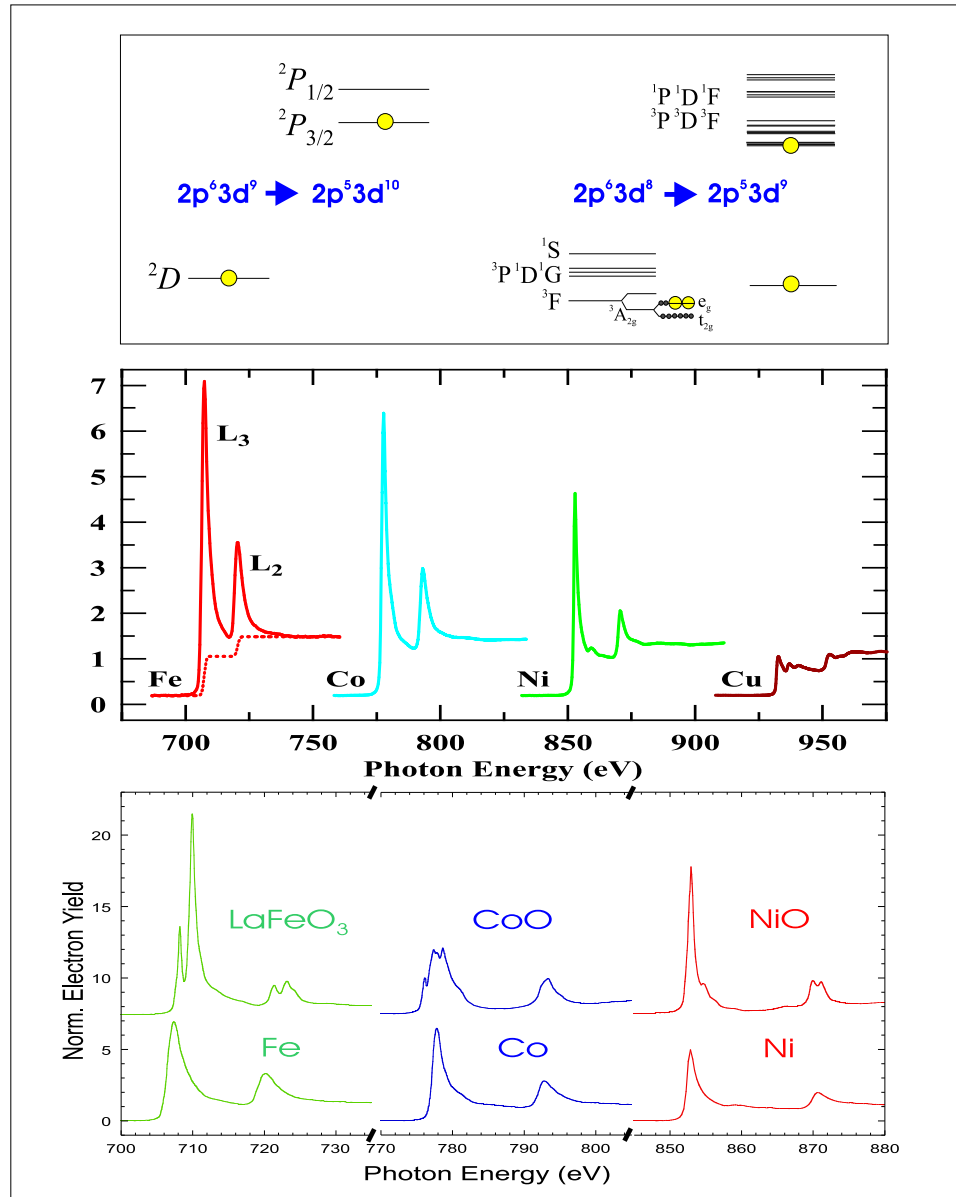 ²P₁/₂
²P₃/₂
2p⁶3d⁹ → 2p⁵3d¹⁰
²D
¹P ¹D ¹F
³P ³D ³F
2p⁶3d⁸ → 2p⁵3d⁹
¹S
³P ¹D ¹G
³F
³A₂g
e_g
t₂g
7
6
5
4
3
2
1
0
L₃
L₂
Fe
Co
Ni
Cu
700 750 800 850 900 950
Photon Energy (eV)
Norm. Electron Yield
20
15
10
5
0
LaFeO₃
CoO
NiO
Fe
Co
Ni
700 710 720 730 770 780 790 800 850 860 870 880
Photon Energy (eV)